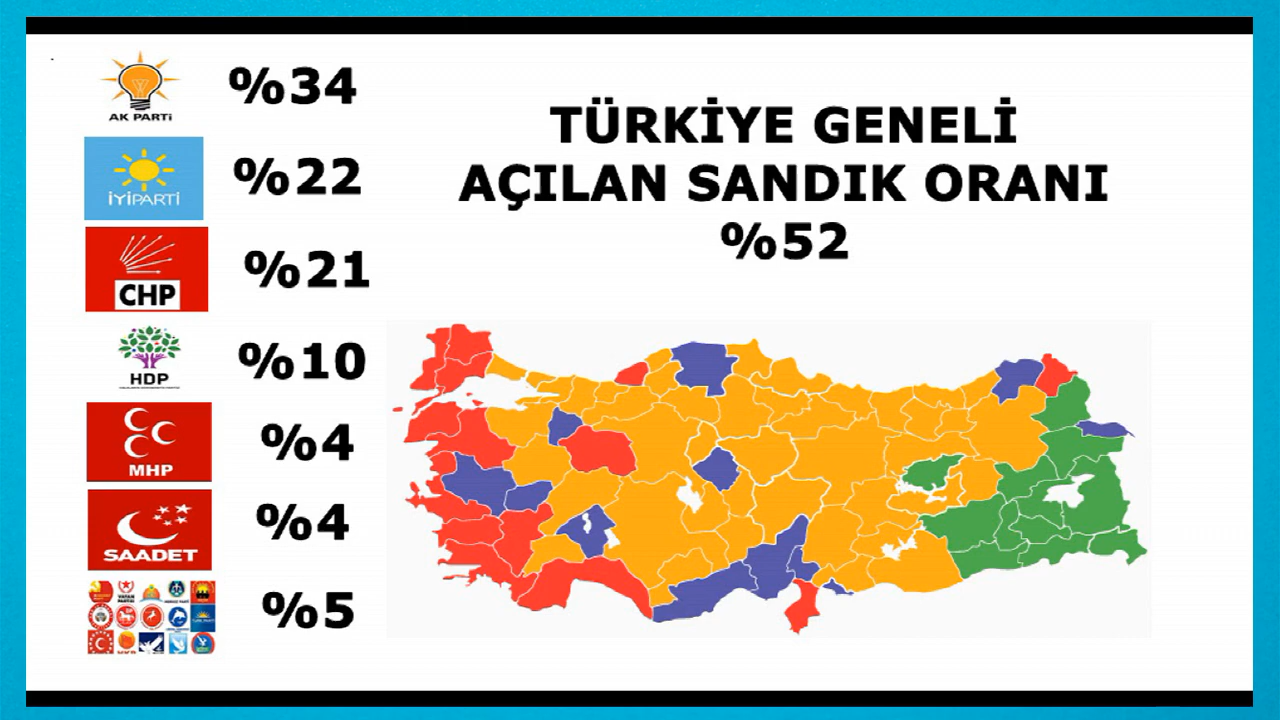 AK PARTİ
%34
İYİPARTİ
%22
CHP
%21
HDP
%10
MHP
%4
SAADET
%4
%5
TÜRKİYE GENELİ
AÇILAN SANDIK ORANI
%52